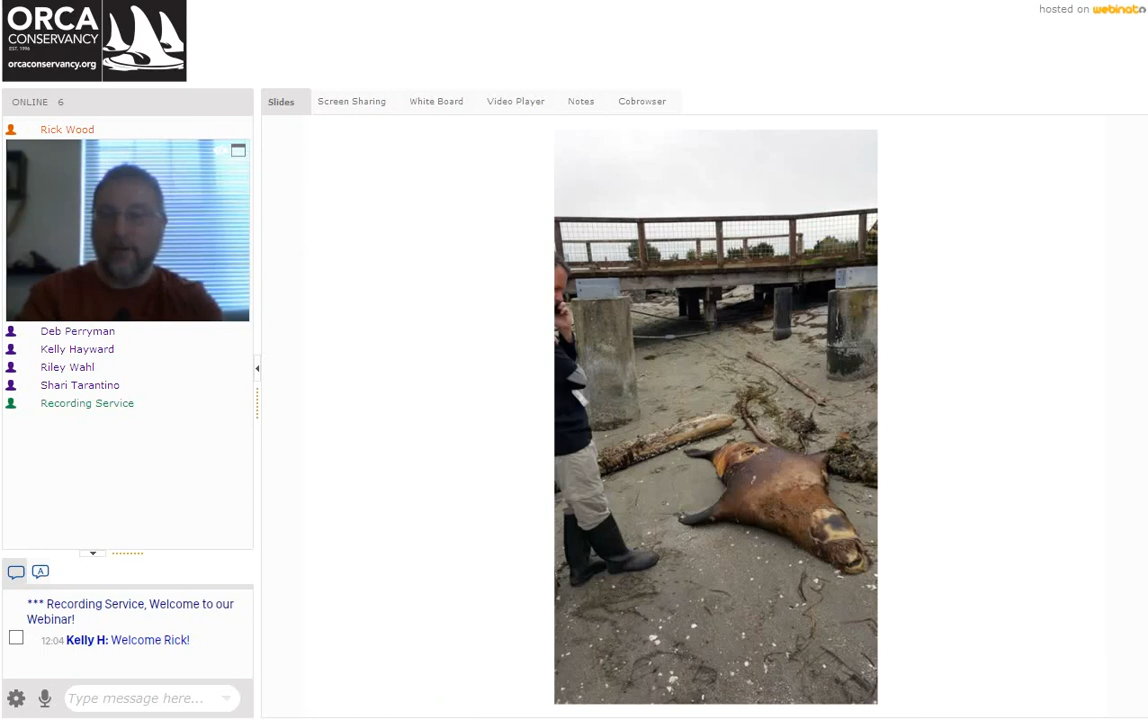 ORCA
CONSERVANCY
EST. 1996
orcaconservancy.org
hosted on webinato
ONLINE 6
Slides Screen Sharing White Board Video Player Notes Cobrowser
Rick Wood
Deb Perryman
Kelly Hayward
Riley Wahl
Shari Tarantino
Recording Service
A
*** Recording Service, Welcome to our
Webinar!
12:04 Kelly H: Welcome Rick!
Type message here...